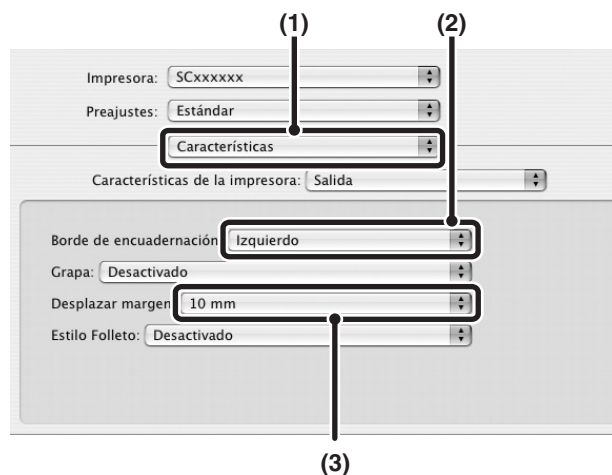 (1) (2)
Impresora: SCxxxxxx
Preajustes: Estándar
Características
Características de la impresora: Salida
Borde de encuadernación Izquierdo
Grapa: Desactivado
Desplazar margen 10 mm
Estilo Folleto: Desactivado
(3)